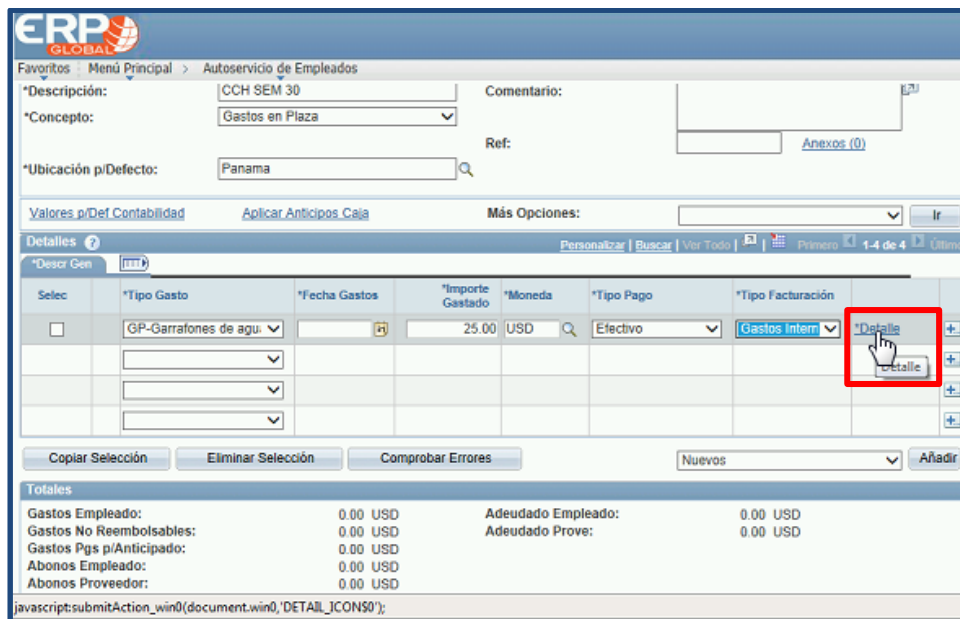 ERP
GLOBAL
Favoritos Menú Principal > Autoservicio de Empleados
*Descripción: CCH SEM 30 Comentario:
*Concepto: Gastos en Plaza
Ref: Anexos (0)
*Ubicación p/Defecto: Panama
Valores p/Def Contabilidad Aplicar Anticipos Caja Más Opciones: Ir
Detalles ? Personalizar | Buscar | Ver Todo | | Primero 1-4 de 4 Último
*Descr Gen
Selec *Tipo Gasto *Fecha Gastos *Importe Gastado *Moneda *Tipo Pago *Tipo Facturación
GP-Garrafones de agu 25.00 USD Efectivo Gastos Intern *Detalle
Detalle
Copiar Selección Eliminar Selección Comprobar Errores Nuevos Añadir
Totales
Gastos Empleado: 0.00 USD Adeudado Empleado: 0.00 USD
Gastos No Reembolsables: 0.00 USD Adeudado Prove: 0.00 USD
Gastos Pgs p/Anticipado: 0.00 USD
Abonos Empleado: 0.00 USD
Abonos Proveedor: 0.00 USD
javascript:submitAction_win0(document.win0,'DETAIL_ICON$0');